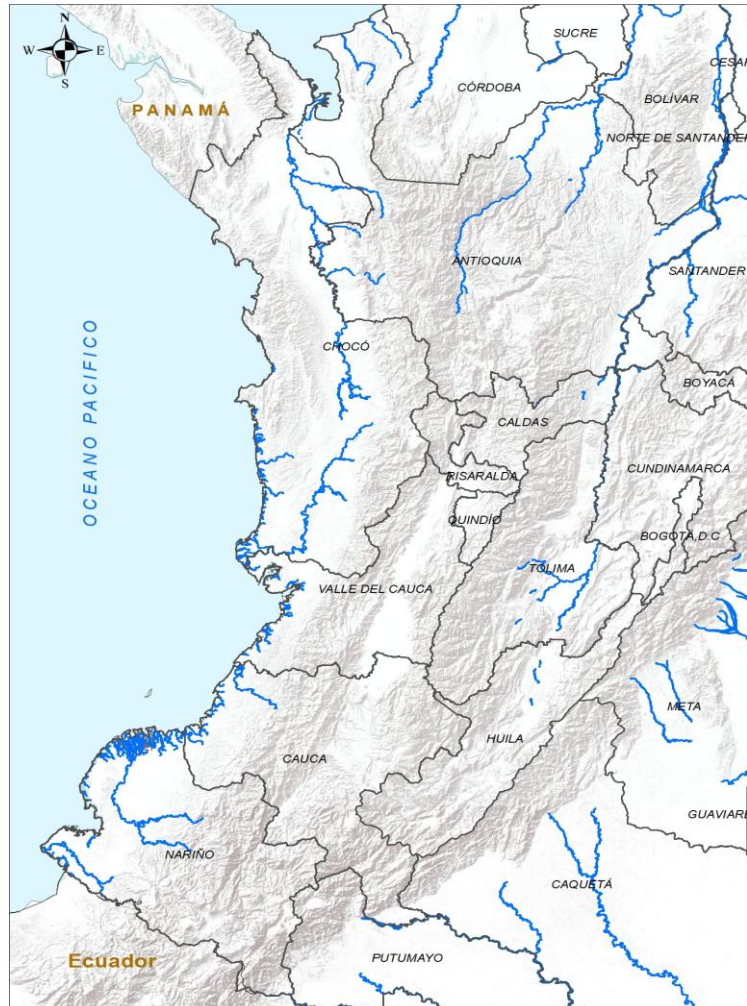 N
W E
S
SUCRE
CESAR
CÓRDOBA
BOLÍVAR
PANAMÁ
NORTE DE SANTANDER
ANTIOQUIA
SANTANDER
OCEANO PACIFICO
CHOCÓ
BOYACÁ
CALDAS
CUNDINAMARCA
RISARALDA
QUINDÍO
BOGOTÁ, D.C
TOLIMA
VALLE DEL CAUCA
META
HUILA
CAUCA
GUAVIARE
NARIÑO
CAQUETÁ
Ecuador
PUTUMAYO